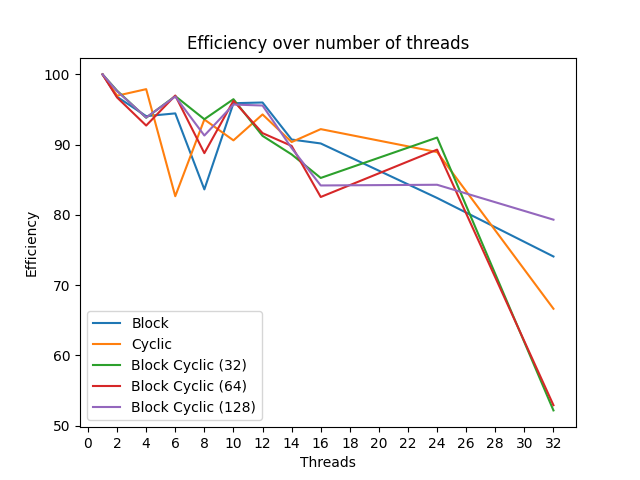 Efficiency over number of threads
100
90
80
70
60
50
Efficiency
Block
Cyclic
Block Cyclic (32)
Block Cyclic (64)
Block Cyclic (128)
0 2 4 6 8 10 12 14 16 18 20 22 24 26 28 30 32
Threads